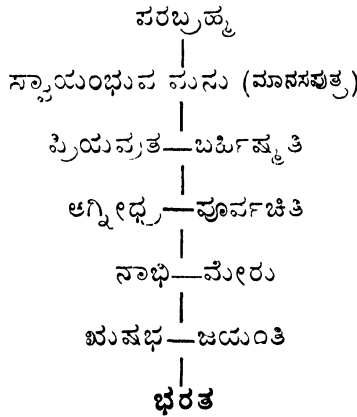 ಪರಬ್ರಹ್ಮ
ಸ್ವಾಯಂಭುವ ಮನು (ಮಾನಸಪುತ್ರ)
ಪ್ರಿಯವ್ರತ—ಬರ್ಹಿಷ್ಮತಿ
ಅಗ್ನೀಧ್ರ—ಪೂರ್ವಚಿತಿ
ನಾಭಿ—ಮೇರು
ಋಷಭ—ಜಯಂತಿ
ಭರತ